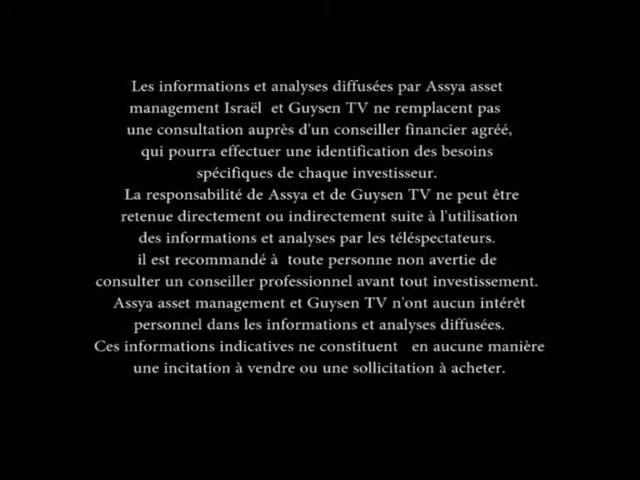 Les informations et analyses diffusées par Assya asset
management Israël et Guysen TV ne remplacent pas
une consultation auprès d'un conseiller financier agréé,
qui pourra effectuer une identification des besoins
spécifiques de chaque investisseur.
La responsabilité de Assya et de Guysen TV ne peut être
retenue directement ou indirectement suite à l'utilisation
des informations et analyses par les téléspectateurs.
il est recommandé à toute personne non avertie de
consulter un conseiller professionnel avant tout investissement.
Assya asset management et Guysen TV n'ont aucun intérêt
personnel dans les informations et analyses diffusées.
Ces informations indicatives ne constituent en aucune manière
une incitation à vendre ou une sollicitation à acheter.